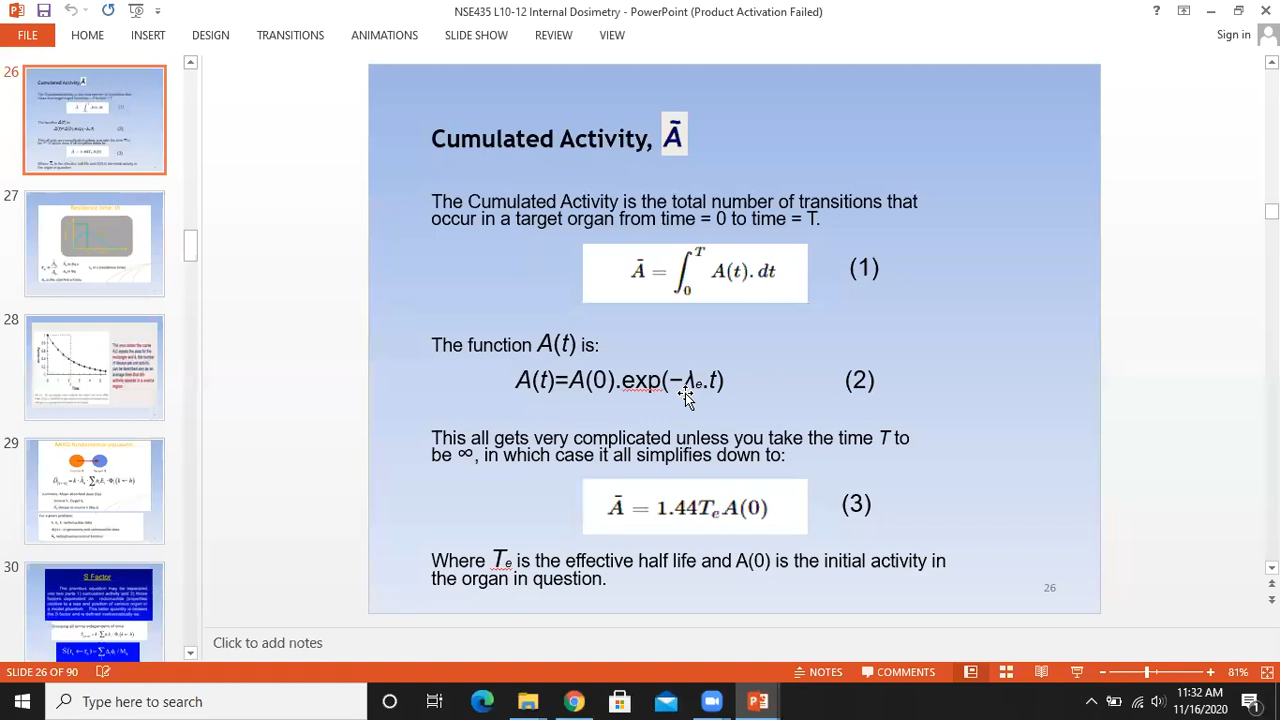 NSE435 L10-12 Internal Dosimetry - PowerPoint (Product Activation Failed)
FILE HOME INSERT DESIGN TRANSITIONS ANIMATIONS SLIDE SHOW REVIEW VIEW Sign in
26
27
28
29
30
Cumulated Activity, Ã
The Cumulated Activity is the total number of transitions that
occur in a target organ from time = 0 to time = T.
Ã = ∫₀ᵀ A(t). dt (1)
The function A(t) is:
A(t)=A(0).exp(−λₑ.t) (2)
This all gets very complicated unless you take the time T to
be ∞, in which case it all simplifies down to:
Ã = 1.44TₑA(0) (3)
Where Tₑ is the effective half life and A(0) is the initial activity in
the organ in question.
26
S Factor
Click to add notes
SLIDE 26 OF 90 NOTES COMMENTS 81%
Type here to search
11:32 AM
11/16/2020